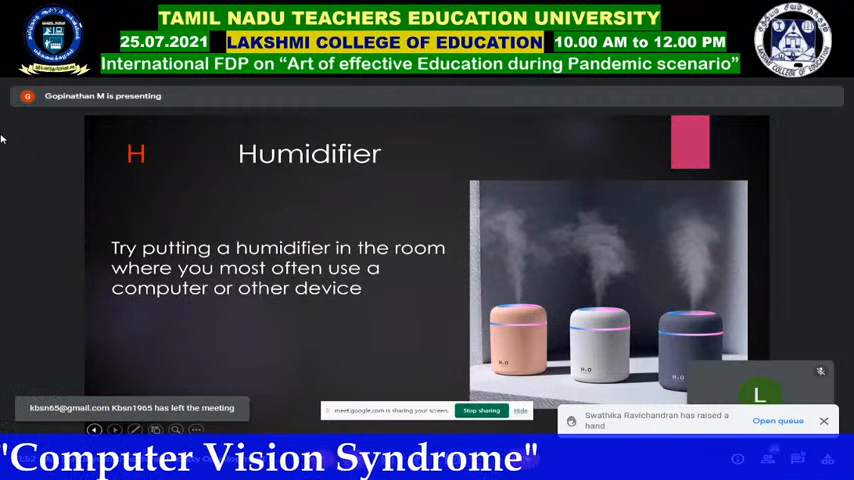 TAMIL NADU TEACHERS EDUCATION UNIVERSITY
25.07.2021 LAKSHMI COLLEGE OF EDUCATION 10.00 AM to 12.00 PM
International FDP on "Art of effective Education during Pandemic scenario"
G Gopinathan M is presenting
H Humidifier
Try putting a humidifier in the room
where you most often use a
computer or other device
H₂O H₂O H₂O
L
kbsn65@gmail.com Kbsn1965 has left the meeting
meet.google.com is sharing your screen. Stop sharing Hide
Swathika Ravichandran has raised a
hand
Open queue
"Computer Vision Syndrome"